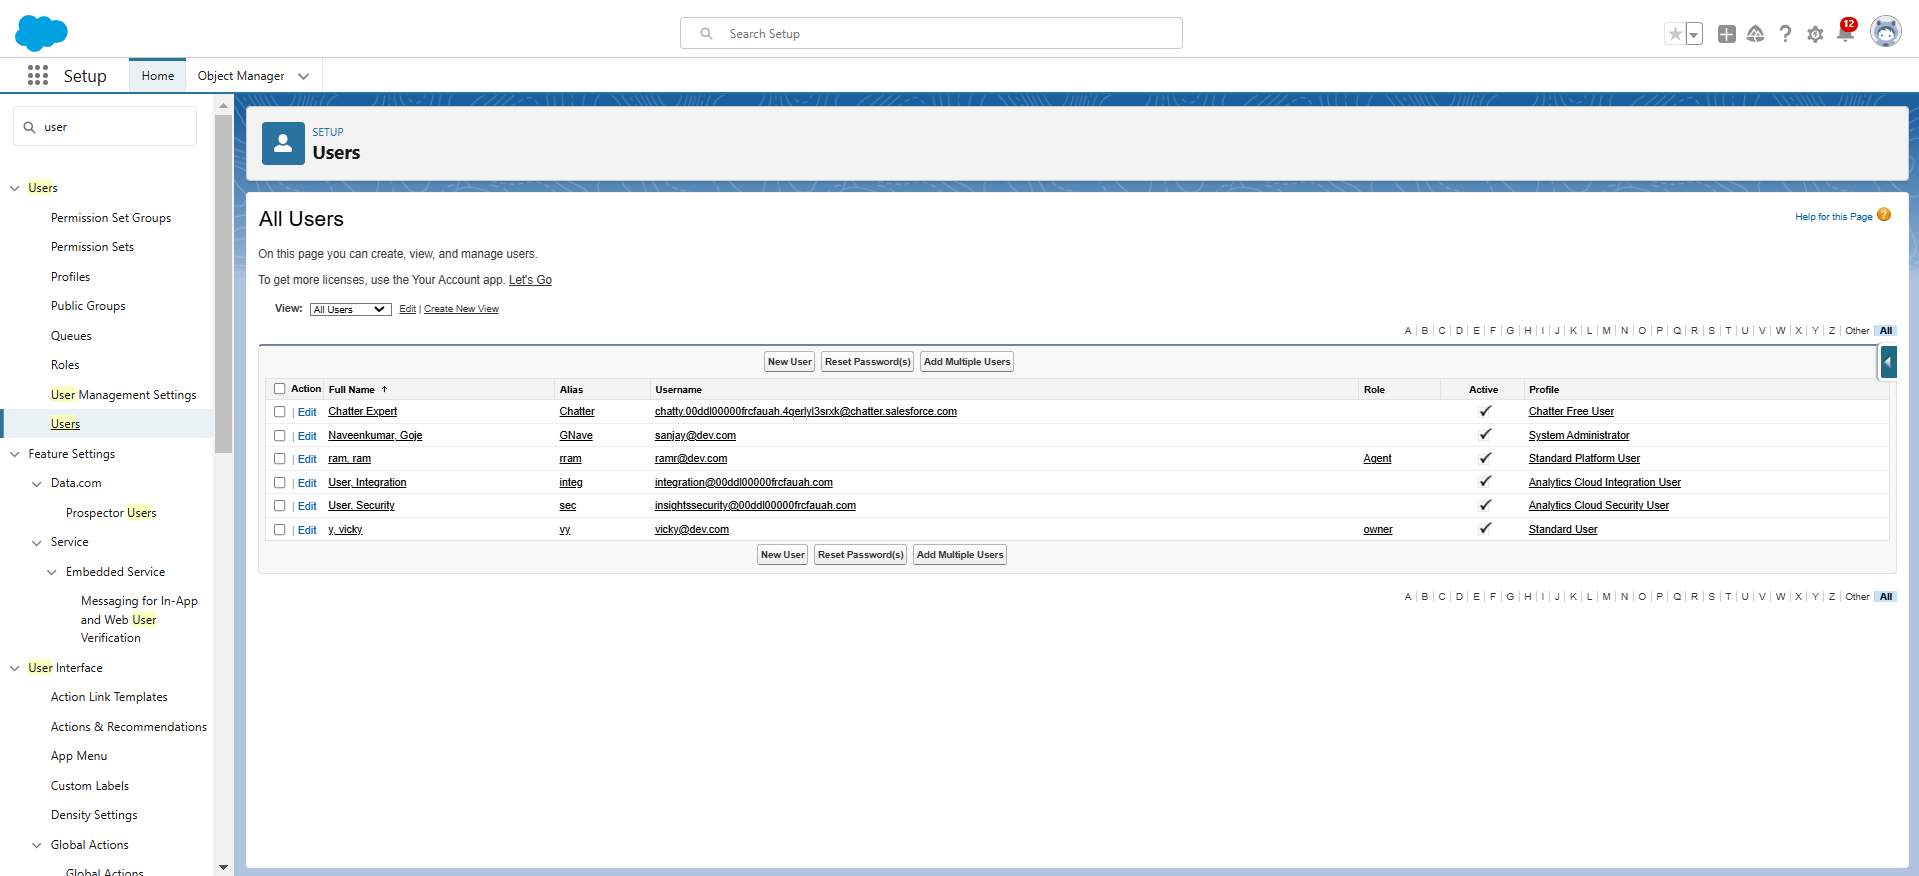 Search Setup
12
Setup
Home
Object Manager
user
Users
Permission Set Groups
Permission Sets
Profiles
Public Groups
Queues
Roles
User Management Settings
Users
Feature Settings
Data.com
Prospector Users
Service
Embedded Service
Messaging for In-App
and Web User
Verification
User Interface
Action Link Templates
Actions & Recommendations
App Menu
Custom Labels
Density Settings
Global Actions
Global Actions
SETUP
Users
All Users
Help for this Page ?
On this page you can create, view, and manage users.
To get more licenses, use the Your Account app. Let's Go
View: All Users Edit | Create New View
A | B | C | D | E | F | G | H | I | J | K | L | M | N | O | P | Q | R | S | T | U | V | W | X | Y | Z | Other | All
New User Reset Password(s) Add Multiple Users
Action Full Name Alias Username Role Active Profile
| Edit Chatter Expert Chatter chatty.00ddl00000frcfauah.4gerlyl3srxk@chatter.salesforce.com Chatter Free User
| Edit Naveenkumar, Goje GNave sanjay@dev.com System Administrator
| Edit ram, ram rram ramr@dev.com Agent Standard Platform User
| Edit User, Integration integ integration@00ddl00000frcfauah.com Analytics Cloud Integration User
| Edit User, Security sec insightssecurity@00ddl00000frcfauah.com Analytics Cloud Security User
| Edit y, vicky vy vicky@dev.com owner Standard User
New User Reset Password(s) Add Multiple Users
A | B | C | D | E | F | G | H | I | J | K | L | M | N | O | P | Q | R | S | T | U | V | W | X | Y | Z | Other | All